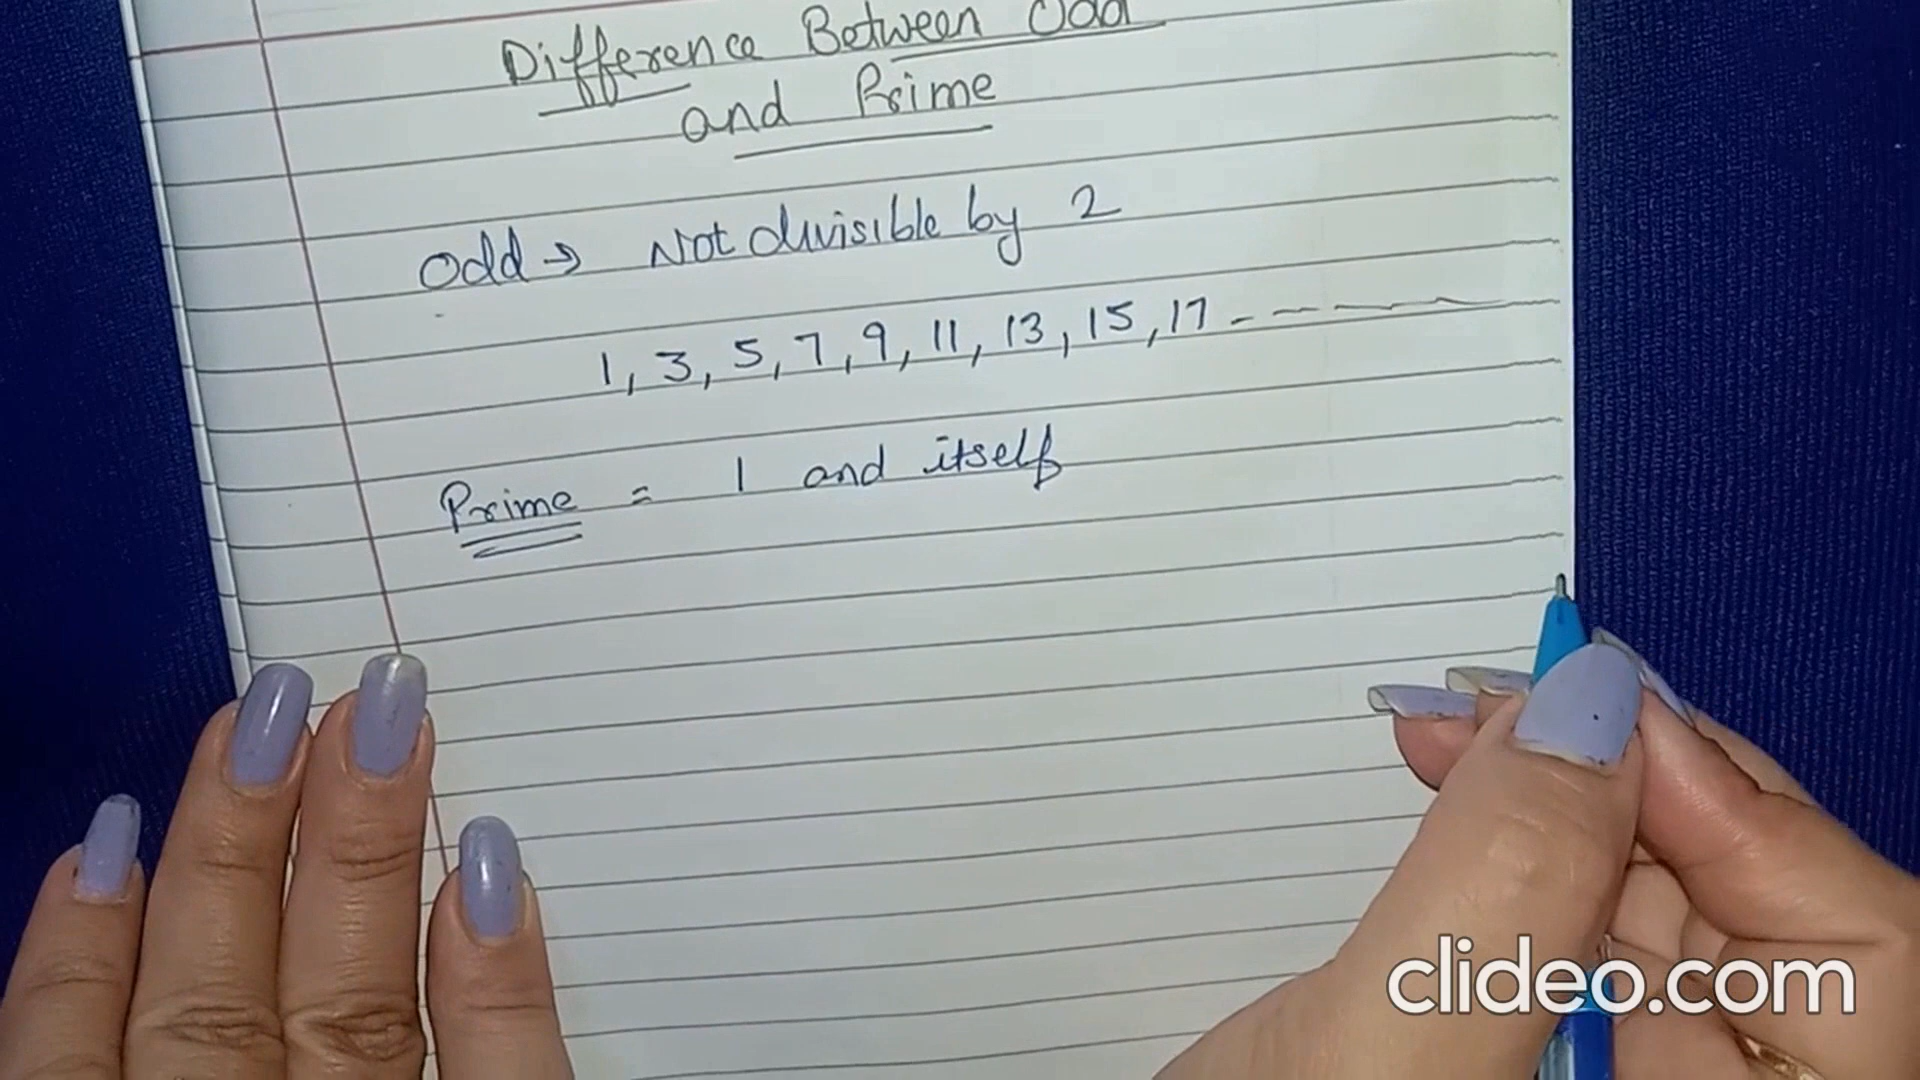 Difference Between Odd
and Prime
Odd → Not divisible by 2
1, 3, 5, 7, 9, 11, 13, 15, 17 - - - -
Prime = 1 and itself
clideo.com